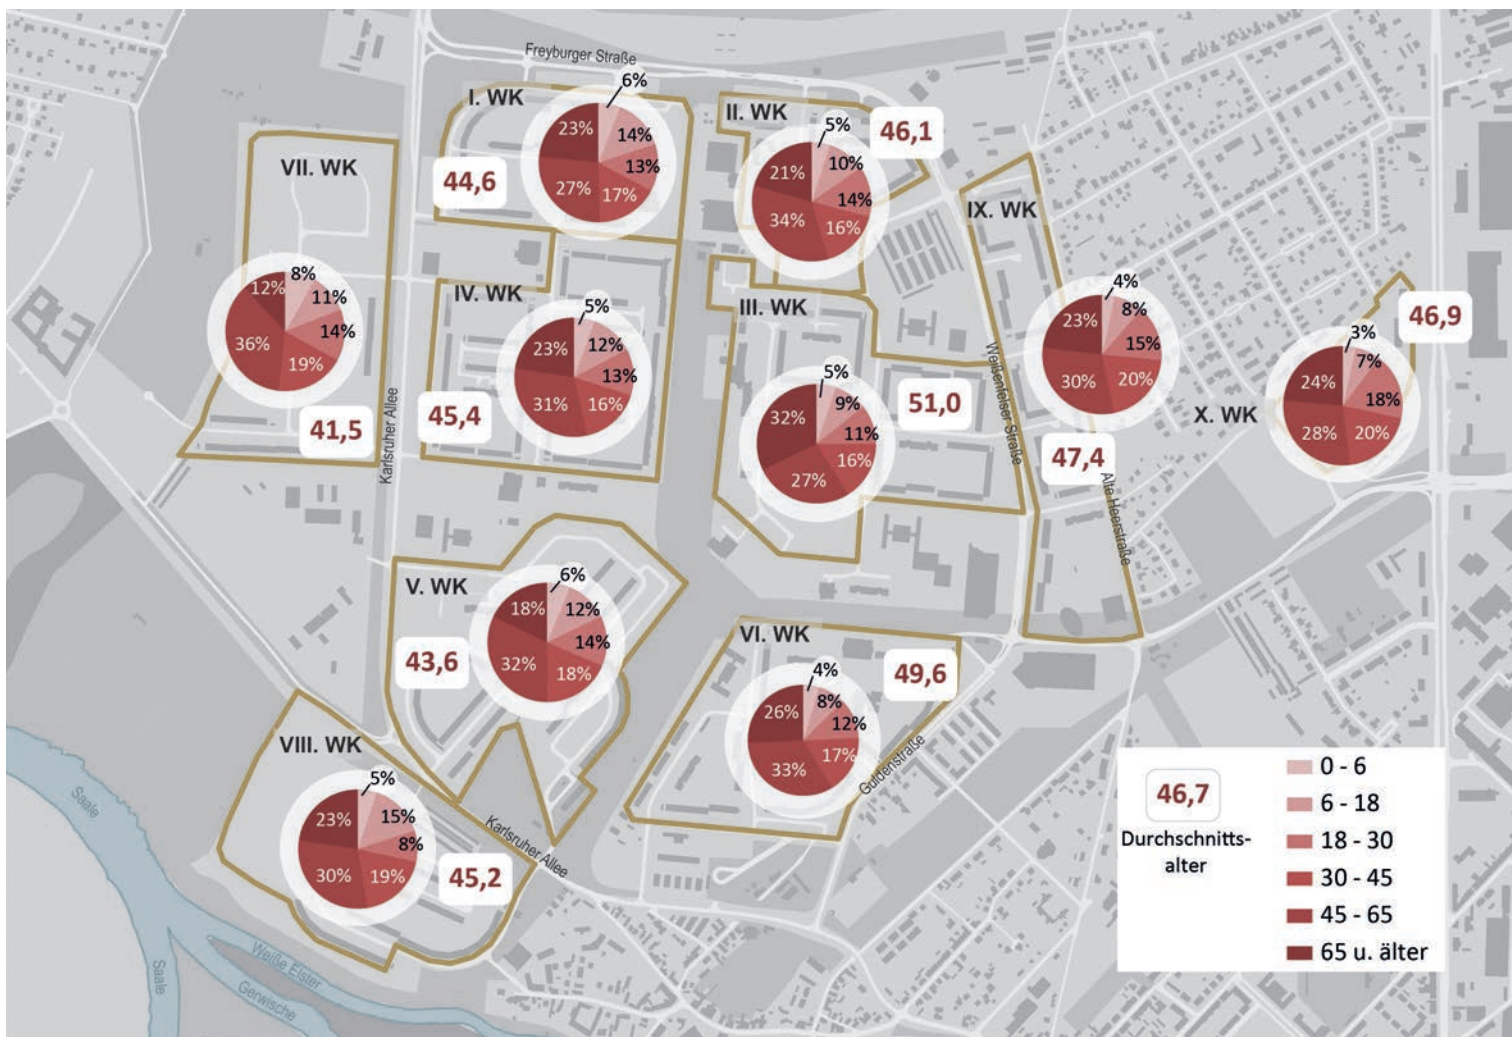 Freyburger Straße
I. WK
6%
14%
13%
17%
27%
23%
44,6
II. WK
5%
10%
14%
16%
34%
21%
46,1
VII. WK
8%
11%
14%
19%
36%
12%
41,5
Karlsruher Allee
IV. WK
5%
12%
13%
16%
31%
23%
45,4
III. WK
5%
9%
11%
16%
27%
32%
51,0
Weißenfelser Straße
IX. WK
4%
8%
15%
20%
30%
23%
47,4
Alte Heerstraße
X. WK
3%
7%
18%
20%
28%
24%
46,9
V. WK
6%
12%
14%
18%
32%
18%
43,6
VI. WK
4%
8%
12%
17%
33%
26%
49,6
Guldenstraße
VIII. WK
5%
15%
8%
19%
30%
23%
45,2
Karlsruher Allee
Saale
Saale
Weiße Elster
Gerwische
46,7
Durchschnitts-
alter
0 - 6
6 - 18
18 - 30
30 - 45
45 - 65
65 u. älter